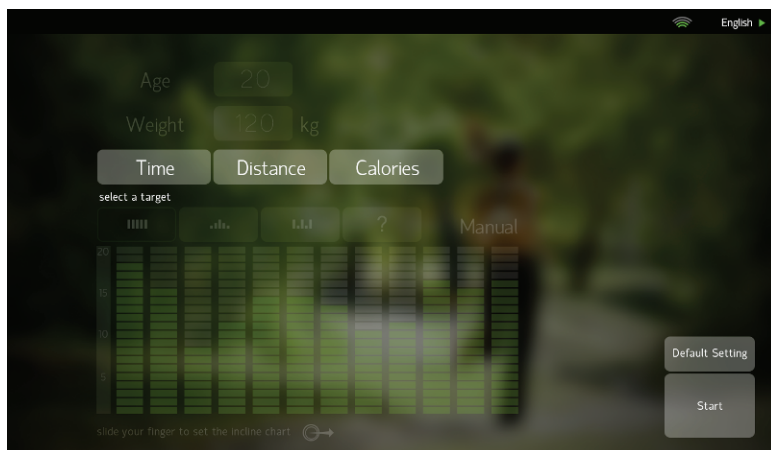 English
Age 20
Weight 120 kg
Time Distance Calories
select a target
? Manual
20
15
10
5
Default Setting
Start
slide your finger to set the incline chart